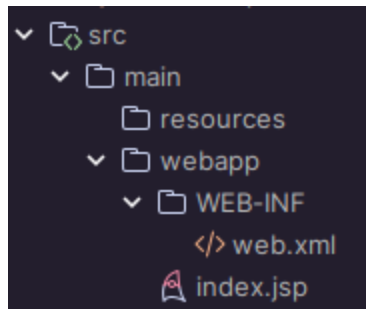 src
main
resources
webapp
WEB-INF
</> web.xml
index.jsp